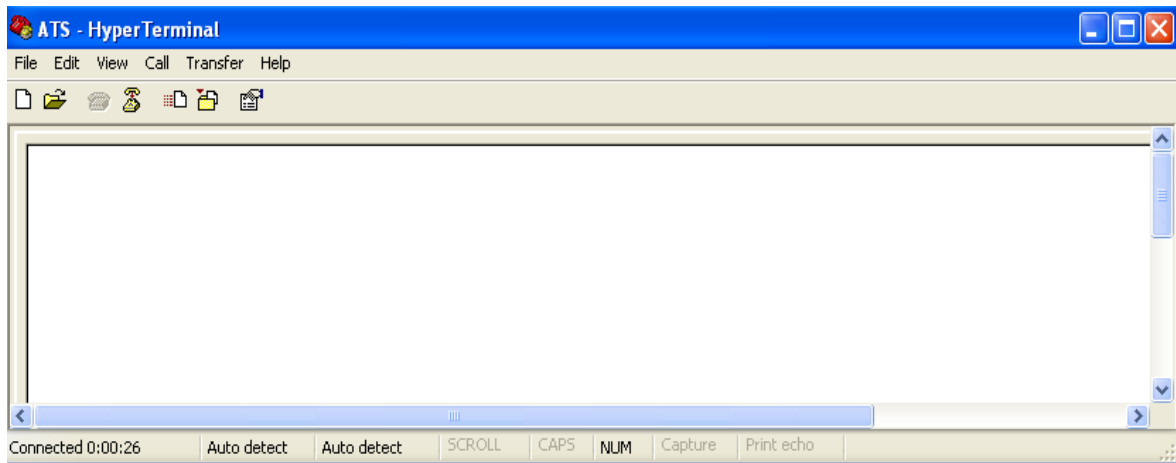 ATS - HyperTerminal
File Edit View Call Transfer Help
Connected 0:00:26 Auto detect Auto detect SCROLL CAPS NUM Capture Print echo